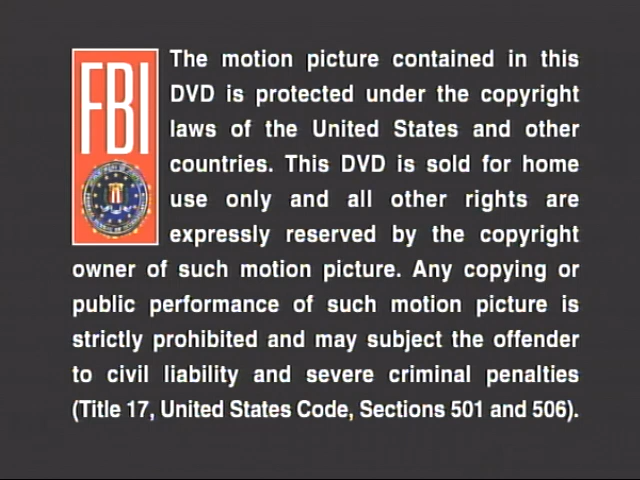 FBI
The motion picture contained in this
DVD is protected under the copyright
laws of the United States and other
countries. This DVD is sold for home
use only and all other rights are
expressly reserved by the copyright
owner of such motion picture. Any copying or
public performance of such motion picture is
strictly prohibited and may subject the offender
to civil liability and severe criminal penalties
(Title 17, United States Code, Sections 501 and 506).